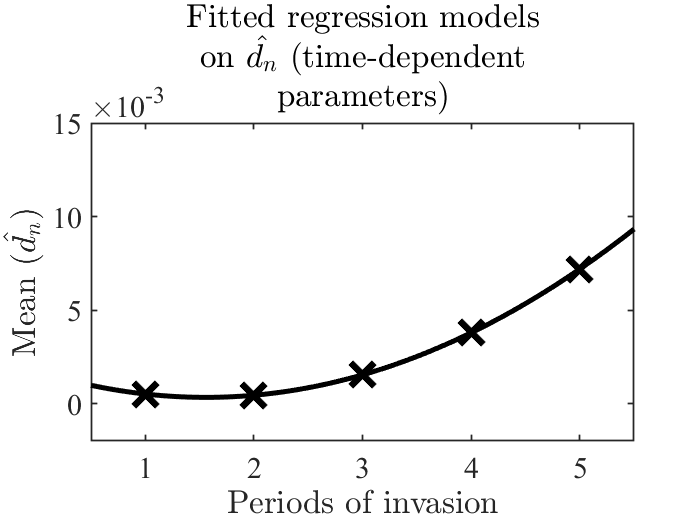 Fitted regression models
on $\hat{d}_n$ (time-dependent
parameters)
×10⁻³
15
10
5
0
Mean ($\hat{d}_n$)
1 2 3 4 5
Periods of invasion